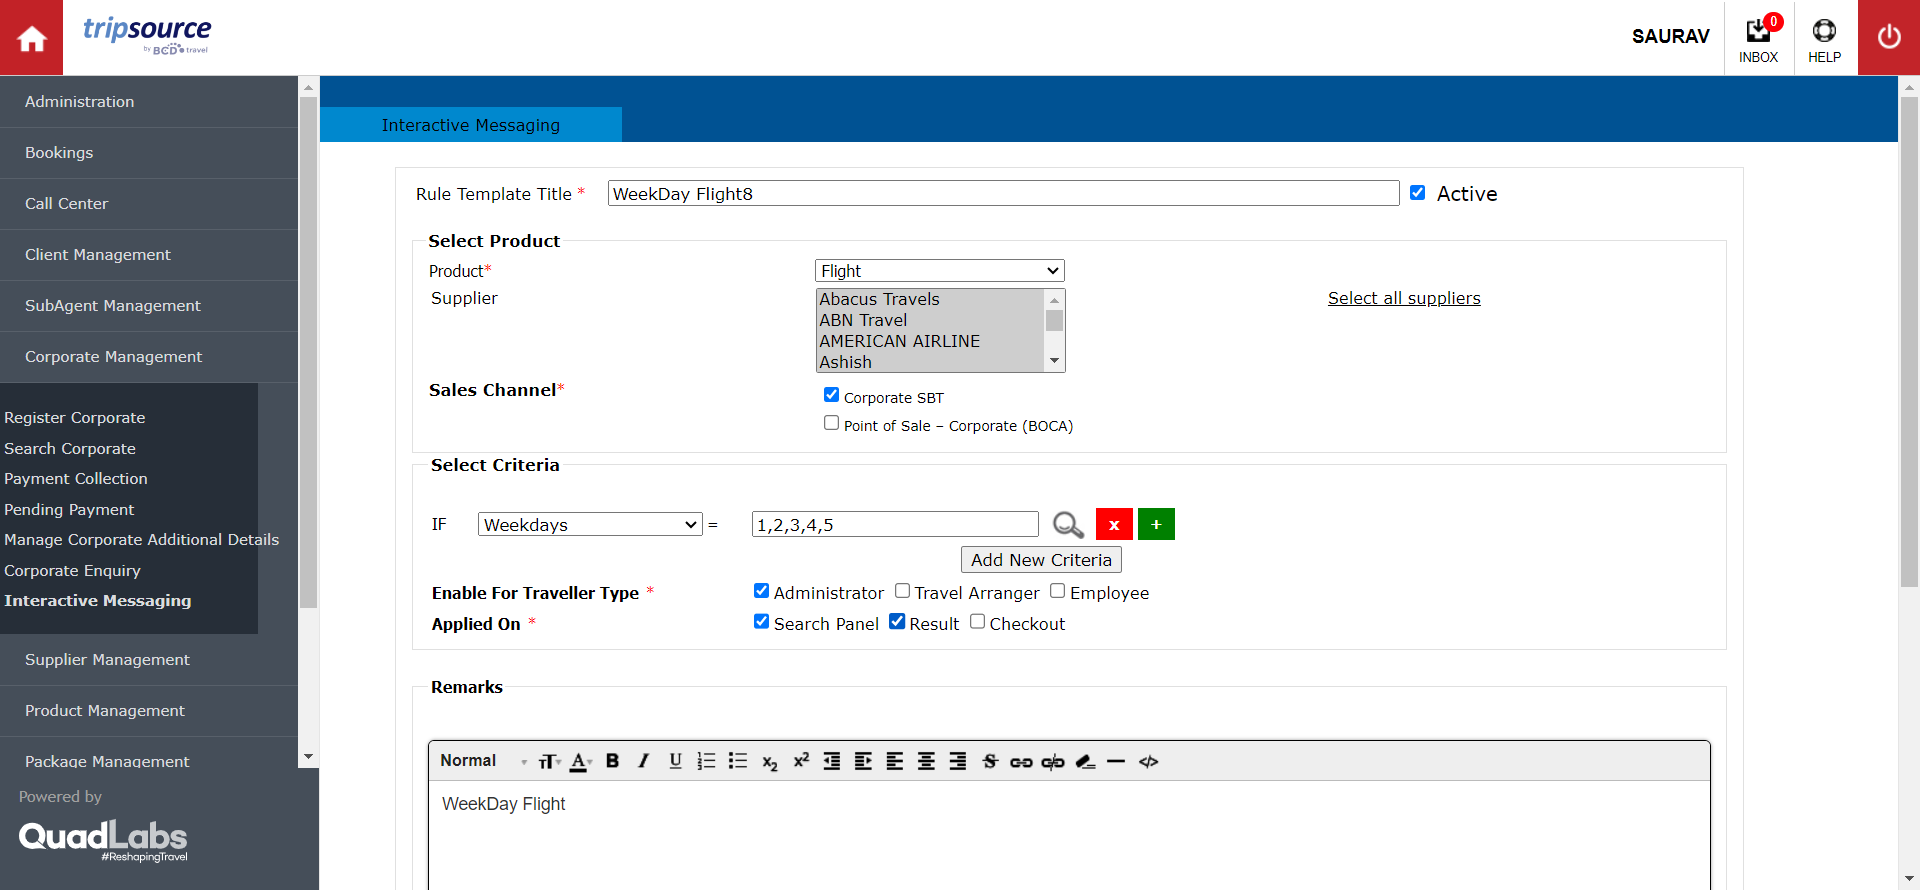 tripsource
by BCD travel
SAURAV
0
INBOX
HELP
Administration
Bookings
Call Center
Client Management
SubAgent Management
Corporate Management
Register Corporate
Search Corporate
Payment Collection
Pending Payment
Manage Corporate Additional Details
Corporate Enquiry
Interactive Messaging
Supplier Management
Product Management
Package Management
Powered by
QuadLabs
#ReshapingTravel
Interactive Messaging
Rule Template Title * WeekDay Flight8 Active
Select Product
Product* Flight
Supplier Abacus Travels Select all suppliers
ABN Travel
AMERICAN AIRLINE
Ashish
Sales Channel* Corporate SBT
Point of Sale – Corporate (BOCA)
Select Criteria
IF Weekdays = 1,2,3,4,5 x +
Add New Criteria
Enable For Traveller Type * Administrator Travel Arranger Employee
Applied On * Search Panel Result Checkout
Remarks
Normal
WeekDay Flight